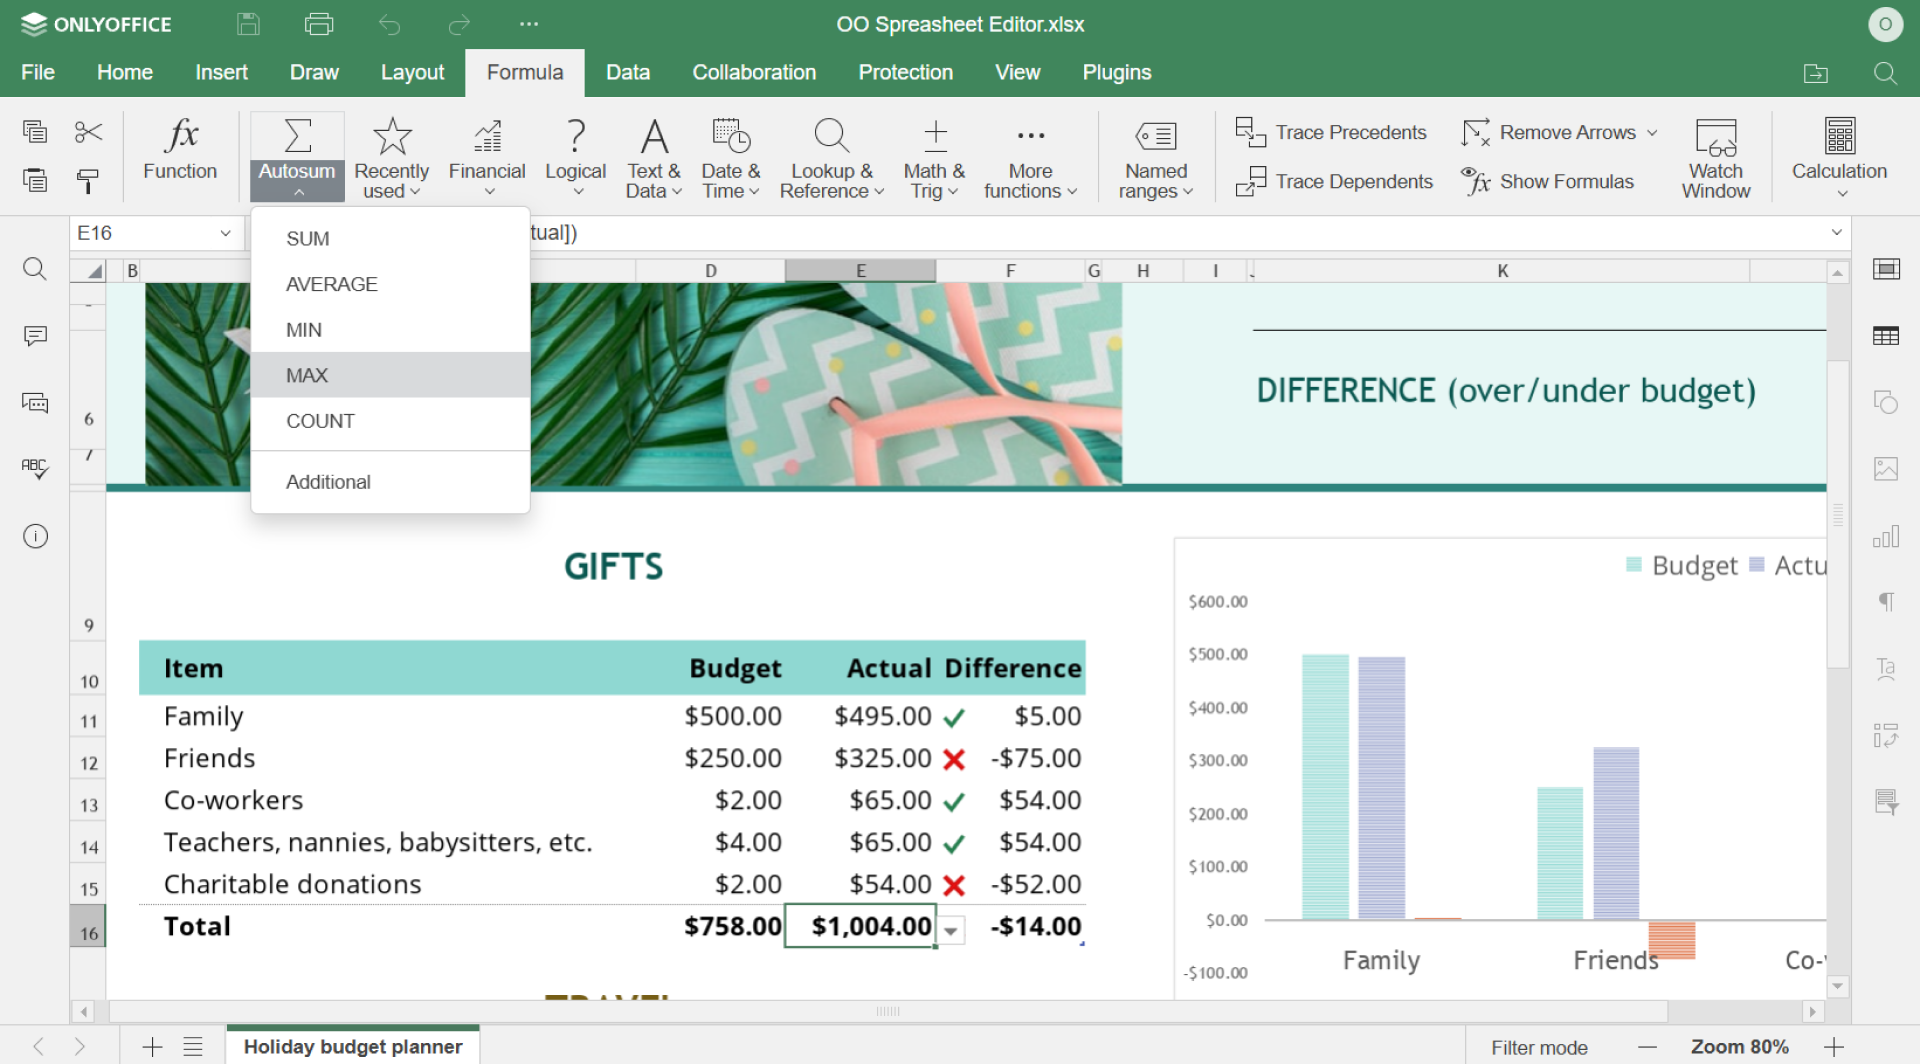 ONLYOFFICE
OO Spreasheet Editor.xlsx
O
File Home Insert Draw Layout Formula Data Collaboration Protection View Plugins
Function
Autosum
Recently used
Financial
Logical
Text & Data
Date & Time
Lookup & Reference
Math & Trig
More functions
Named ranges
Trace Precedents
Trace Dependents
Remove Arrows
Show Formulas
Watch Window
Calculation
E16
tual])
SUM
AVERAGE
MIN
MAX
COUNT
Additional
B D E F G H I J K
6
7
9
10
11
12
13
14
15
16
DIFFERENCE (over/under budget)
GIFTS
Item Budget Actual Difference
Family $500.00 $495.00 $5.00
Friends $250.00 $325.00 -$75.00
Co-workers $2.00 $65.00 $54.00
Teachers, nannies, babysitters, etc. $4.00 $65.00 $54.00
Charitable donations $2.00 $54.00 -$52.00
Total $758.00 $1,004.00 -$14.00
Budget Actu
$600.00
$500.00
$400.00
$300.00
$200.00
$100.00
$0.00
-$100.00
Family Friends Co-
Holiday budget planner
Filter mode
Zoom 80%